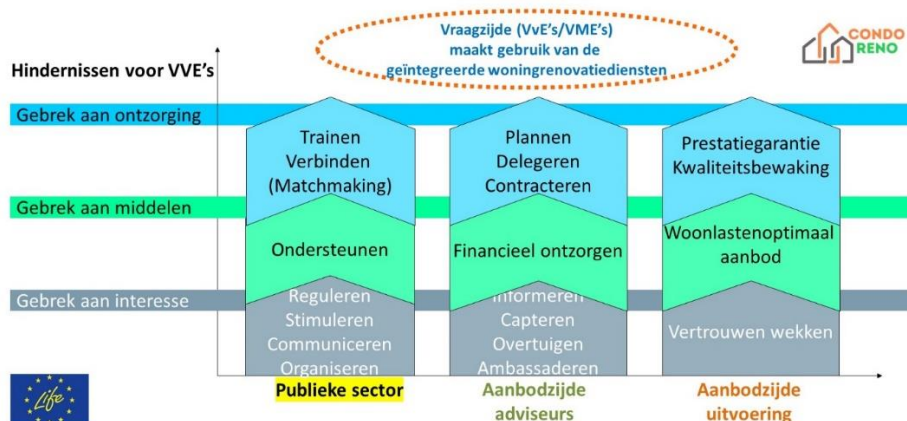 Vraagzijde (VvE's/VME's)
maakt gebruik van de
geïntegreerde woningrenovatiediensten
CONDO
RENO
Hindernissen voor VVE's
Gebrek aan ontzorging
Trainen
Verbinden
(Matchmaking)
Plannen
Delegeren
Contracteren
Prestatiegarantie
Kwaliteitsbewaking
Gebrek aan middelen
Ondersteunen
Financieel ontzorgen
Woonlastenoptimaal
aanbod
Gebrek aan interesse
Reguleren
Stimuleren
Communiceren
Organiseren
Informeren
Capteren
Overtuigen
Ambassaderen
Vertrouwen wekken
Publieke sector
Aanbodzijde
adviseurs
Aanbodzijde
uitvoering
Life